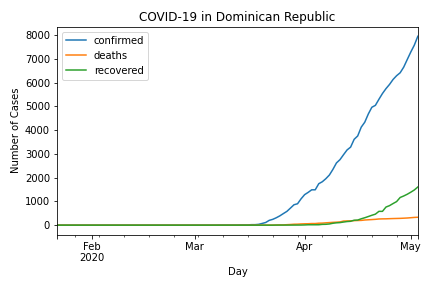 COVID-19 in Dominican Republic
confirmed
deaths
recovered
8000
7000
6000
5000
4000
3000
2000
1000
0
Number of Cases
Feb
2020
Mar
Apr
May
Day